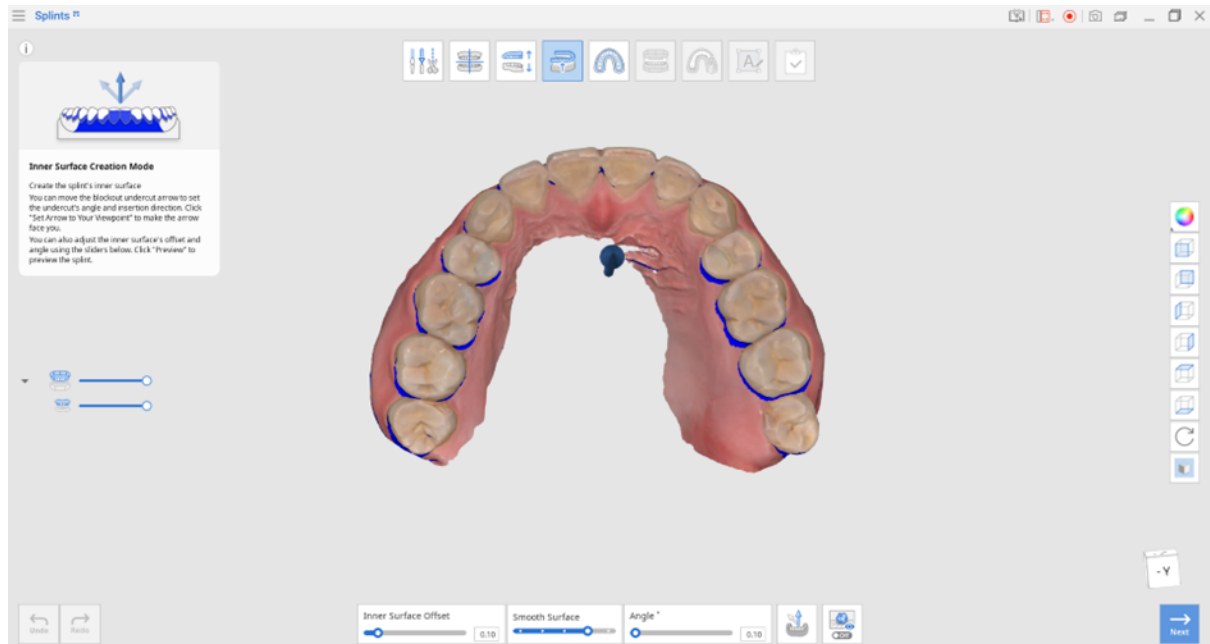 Splints
Inner Surface Creation Mode
Create the splint's inner surface
You can move the blockout undercut arrow to set
the undercut's angle and insertion direction. Click
"Set Arrow to Your Viewpoint" to make the arrow
face you.
You can also adjust the inner surface's offset and
angle using the sliders below. Click "Preview" to
preview the splint.
- Y
Undo
Redo
Inner Surface Offset
0.10
Smooth Surface
Angle °
0.10
OFF
Next